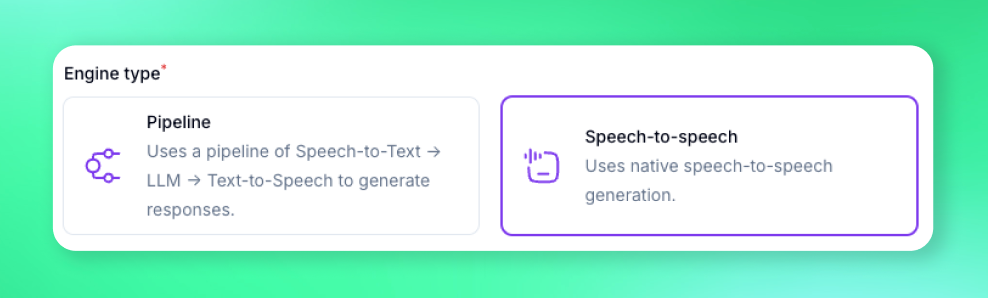 Engine type*
Pipeline
Uses a pipeline of Speech-to-Text →
LLM → Text-to-Speech to generate
responses.
Speech-to-speech
Uses native speech-to-speech
generation.